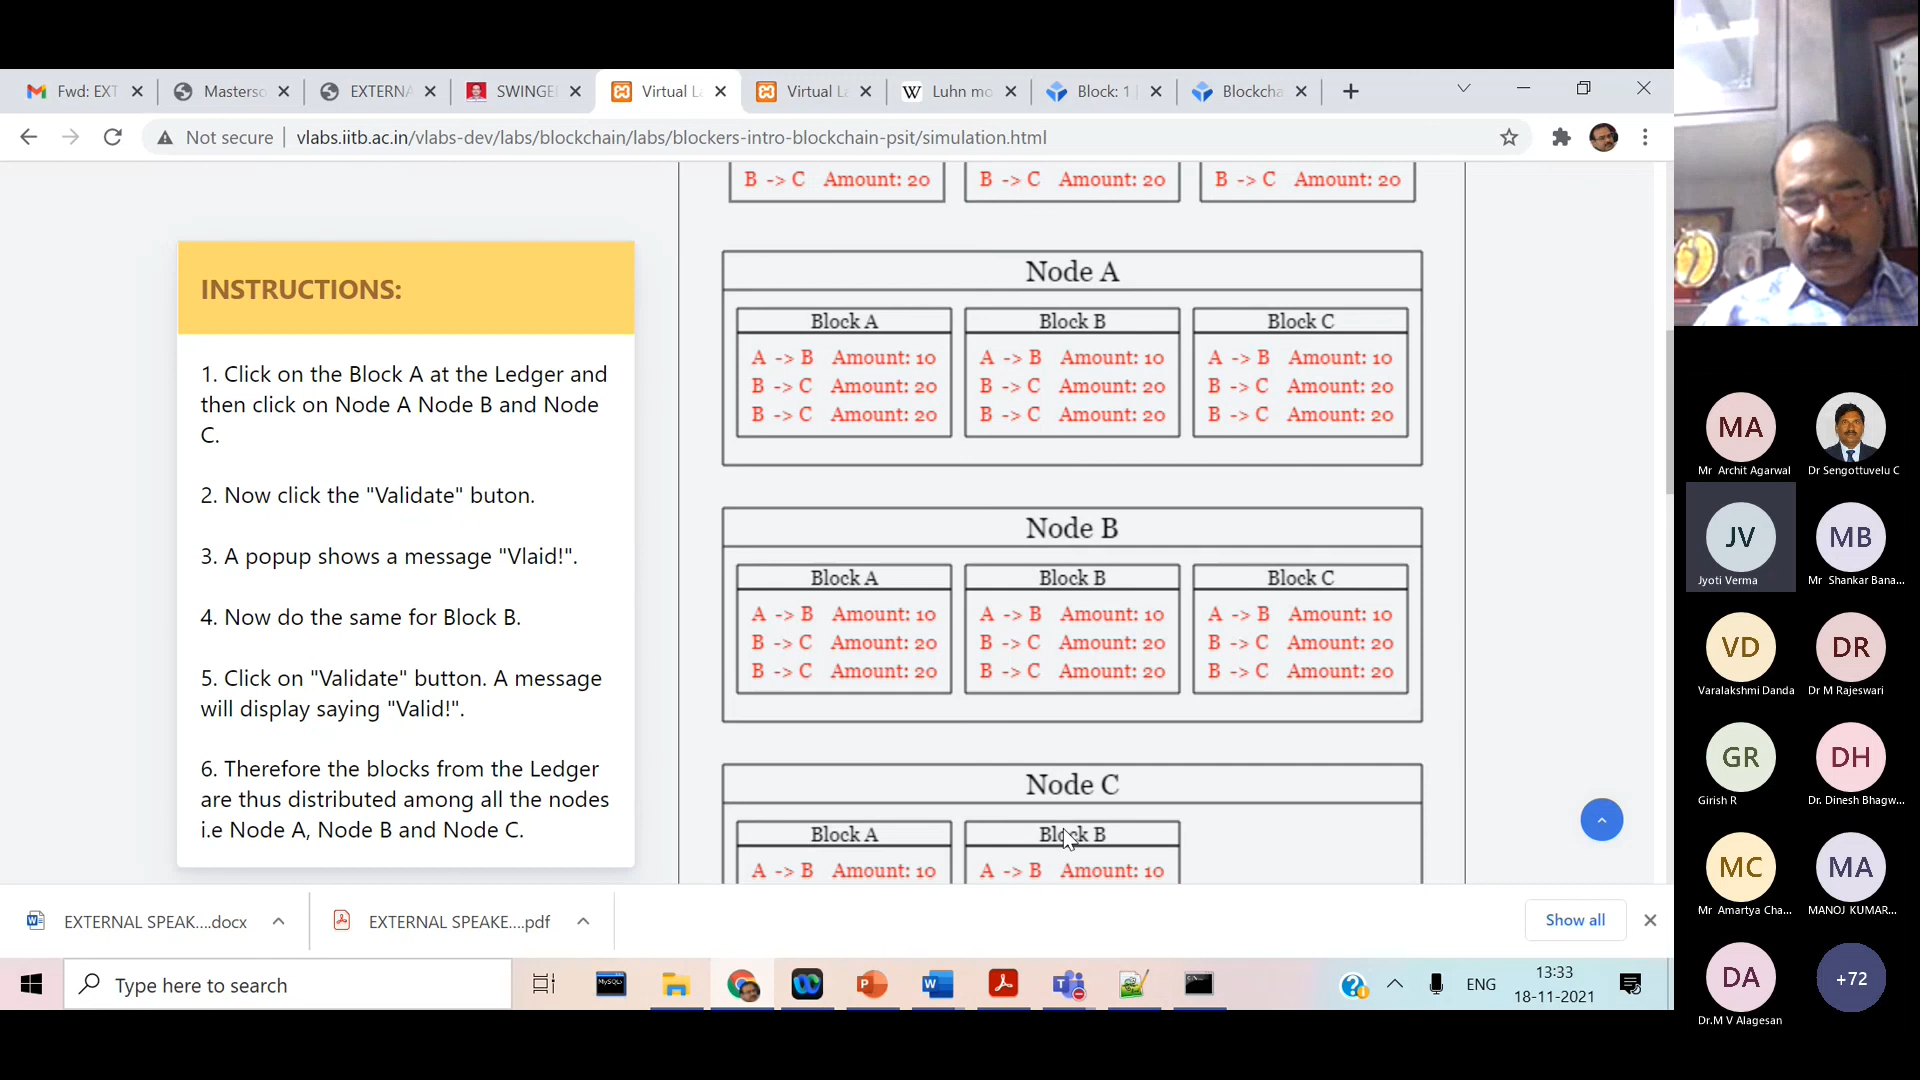 Fwd: EXT
Masterso
EXTERNA
SWINGE
Virtual La
Virtual La
Luhn mo
Block: 1
Blockcha
Not secure
vlabs.iitb.ac.in/vlabs-dev/labs/blockchain/labs/blockers-intro-blockchain-psit/simulation.html
B -> C Amount: 20
B -> C Amount: 20
B -> C Amount: 20
INSTRUCTIONS:
1. Click on the Block A at the Ledger and
then click on Node A Node B and Node
C.
2. Now click the "Validate" buton.
3. A popup shows a message "Vlaid!".
4. Now do the same for Block B.
5. Click on "Validate" button. A message
will display saying "Valid!".
6. Therefore the blocks from the Ledger
are thus distributed among all the nodes
i.e Node A, Node B and Node C.
Node A
Block A
A -> B Amount: 10
B -> C Amount: 20
B -> C Amount: 20
Block B
A -> B Amount: 10
B -> C Amount: 20
B -> C Amount: 20
Block C
A -> B Amount: 10
B -> C Amount: 20
B -> C Amount: 20
Node B
Block A
A -> B Amount: 10
B -> C Amount: 20
B -> C Amount: 20
Block B
A -> B Amount: 10
B -> C Amount: 20
B -> C Amount: 20
Block C
A -> B Amount: 10
B -> C Amount: 20
B -> C Amount: 20
Node C
Block A
A -> B Amount: 10
Block B
A -> B Amount: 10
EXTERNAL SPEAK....docx
EXTERNAL SPEAKE....pdf
Show all
Type here to search
MySQL
ENG
13:33
18-11-2021
MA
Mr Archit Agarwal
Dr Sengottuvelu C
JV
Jyoti Verma
MB
Mr Shankar Bana...
VD
Varalakshmi Danda
DR
Dr M Rajeswari
GR
Girish R
DH
Dr. Dinesh Bhagw...
MC
Mr Amartya Cha...
MA
MANOJ KUMAR...
DA
Dr.M V Alagesan
+72